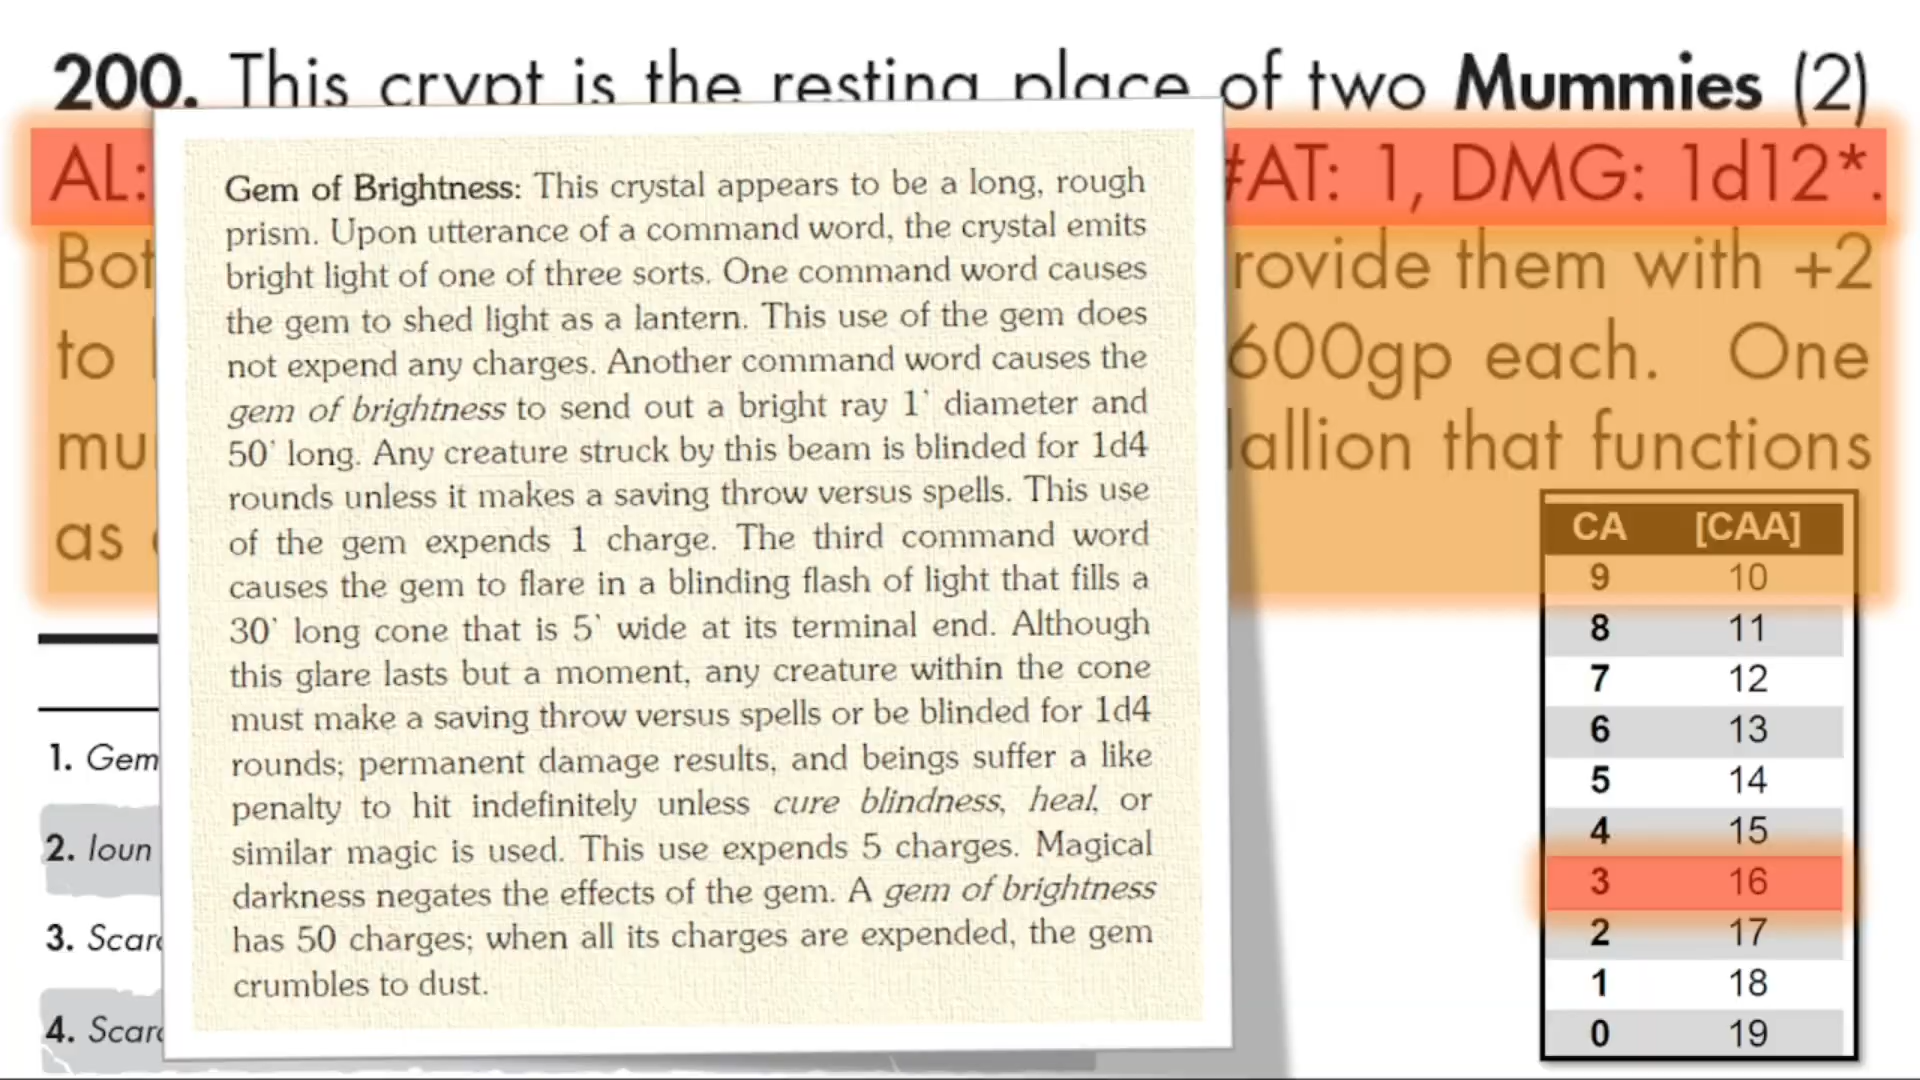 200. This crypt is the resting place of two Mummies (2)
AL: #AT: 1, DMG: 1d12*.
rovide them with +2
to 600gp each. One
allion that functions
as
Gem of Brightness: This crystal appears to be a long, rough
prism. Upon utterance of a command word, the crystal emits
bright light of one of three sorts. One command word causes
the gem to shed light as a lantern. This use of the gem does
not expend any charges. Another command word causes the
gem of brightness to send out a bright ray 1' diameter and
50' long. Any creature struck by this beam is blinded for 1d4
rounds unless it makes a saving throw versus spells. This use
of the gem expends 1 charge. The third command word
causes the gem to flare in a blinding flash of light that fills a
30' long cone that is 5' wide at its terminal end. Although
this glare lasts but a moment, any creature within the cone
must make a saving throw versus spells or be blinded for 1d4
rounds; permanent damage results, and beings suffer a like
penalty to hit indefinitely unless cure blindness, heal, or
similar magic is used. This use expends 5 charges. Magical
darkness negates the effects of the gem. A gem of brightness
has 50 charges; when all its charges are expended, the gem
crumbles to dust.
1. Gem
2. Ioun
3. Scar
4. Scar
CA [CAA]
9 10
8 11
7 12
6 13
5 14
4 15
3 16
2 17
1 18
0 19